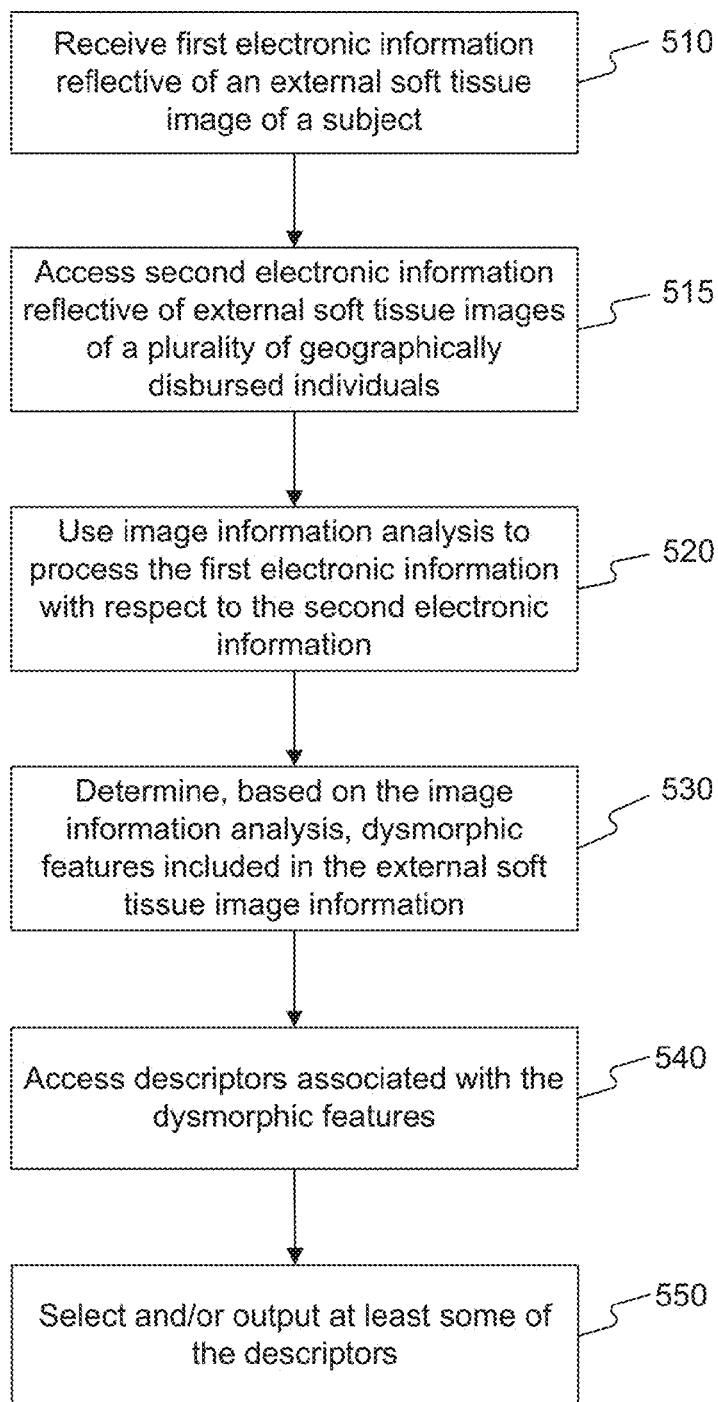 Receive first electronic information
reflective of an external soft tissue
image of a subject
510
Access second electronic information
reflective of external soft tissue images
of a plurality of geographically
disbursed individuals
515
Use image information analysis to
process the first electronic information
with respect to the second electronic
information
520
Determine, based on the image
information analysis, dysmorphic
features included in the external soft
tissue image information
530
Access descriptors associated with the
dysmorphic features
540
Select and/or output at least some of
the descriptors
550